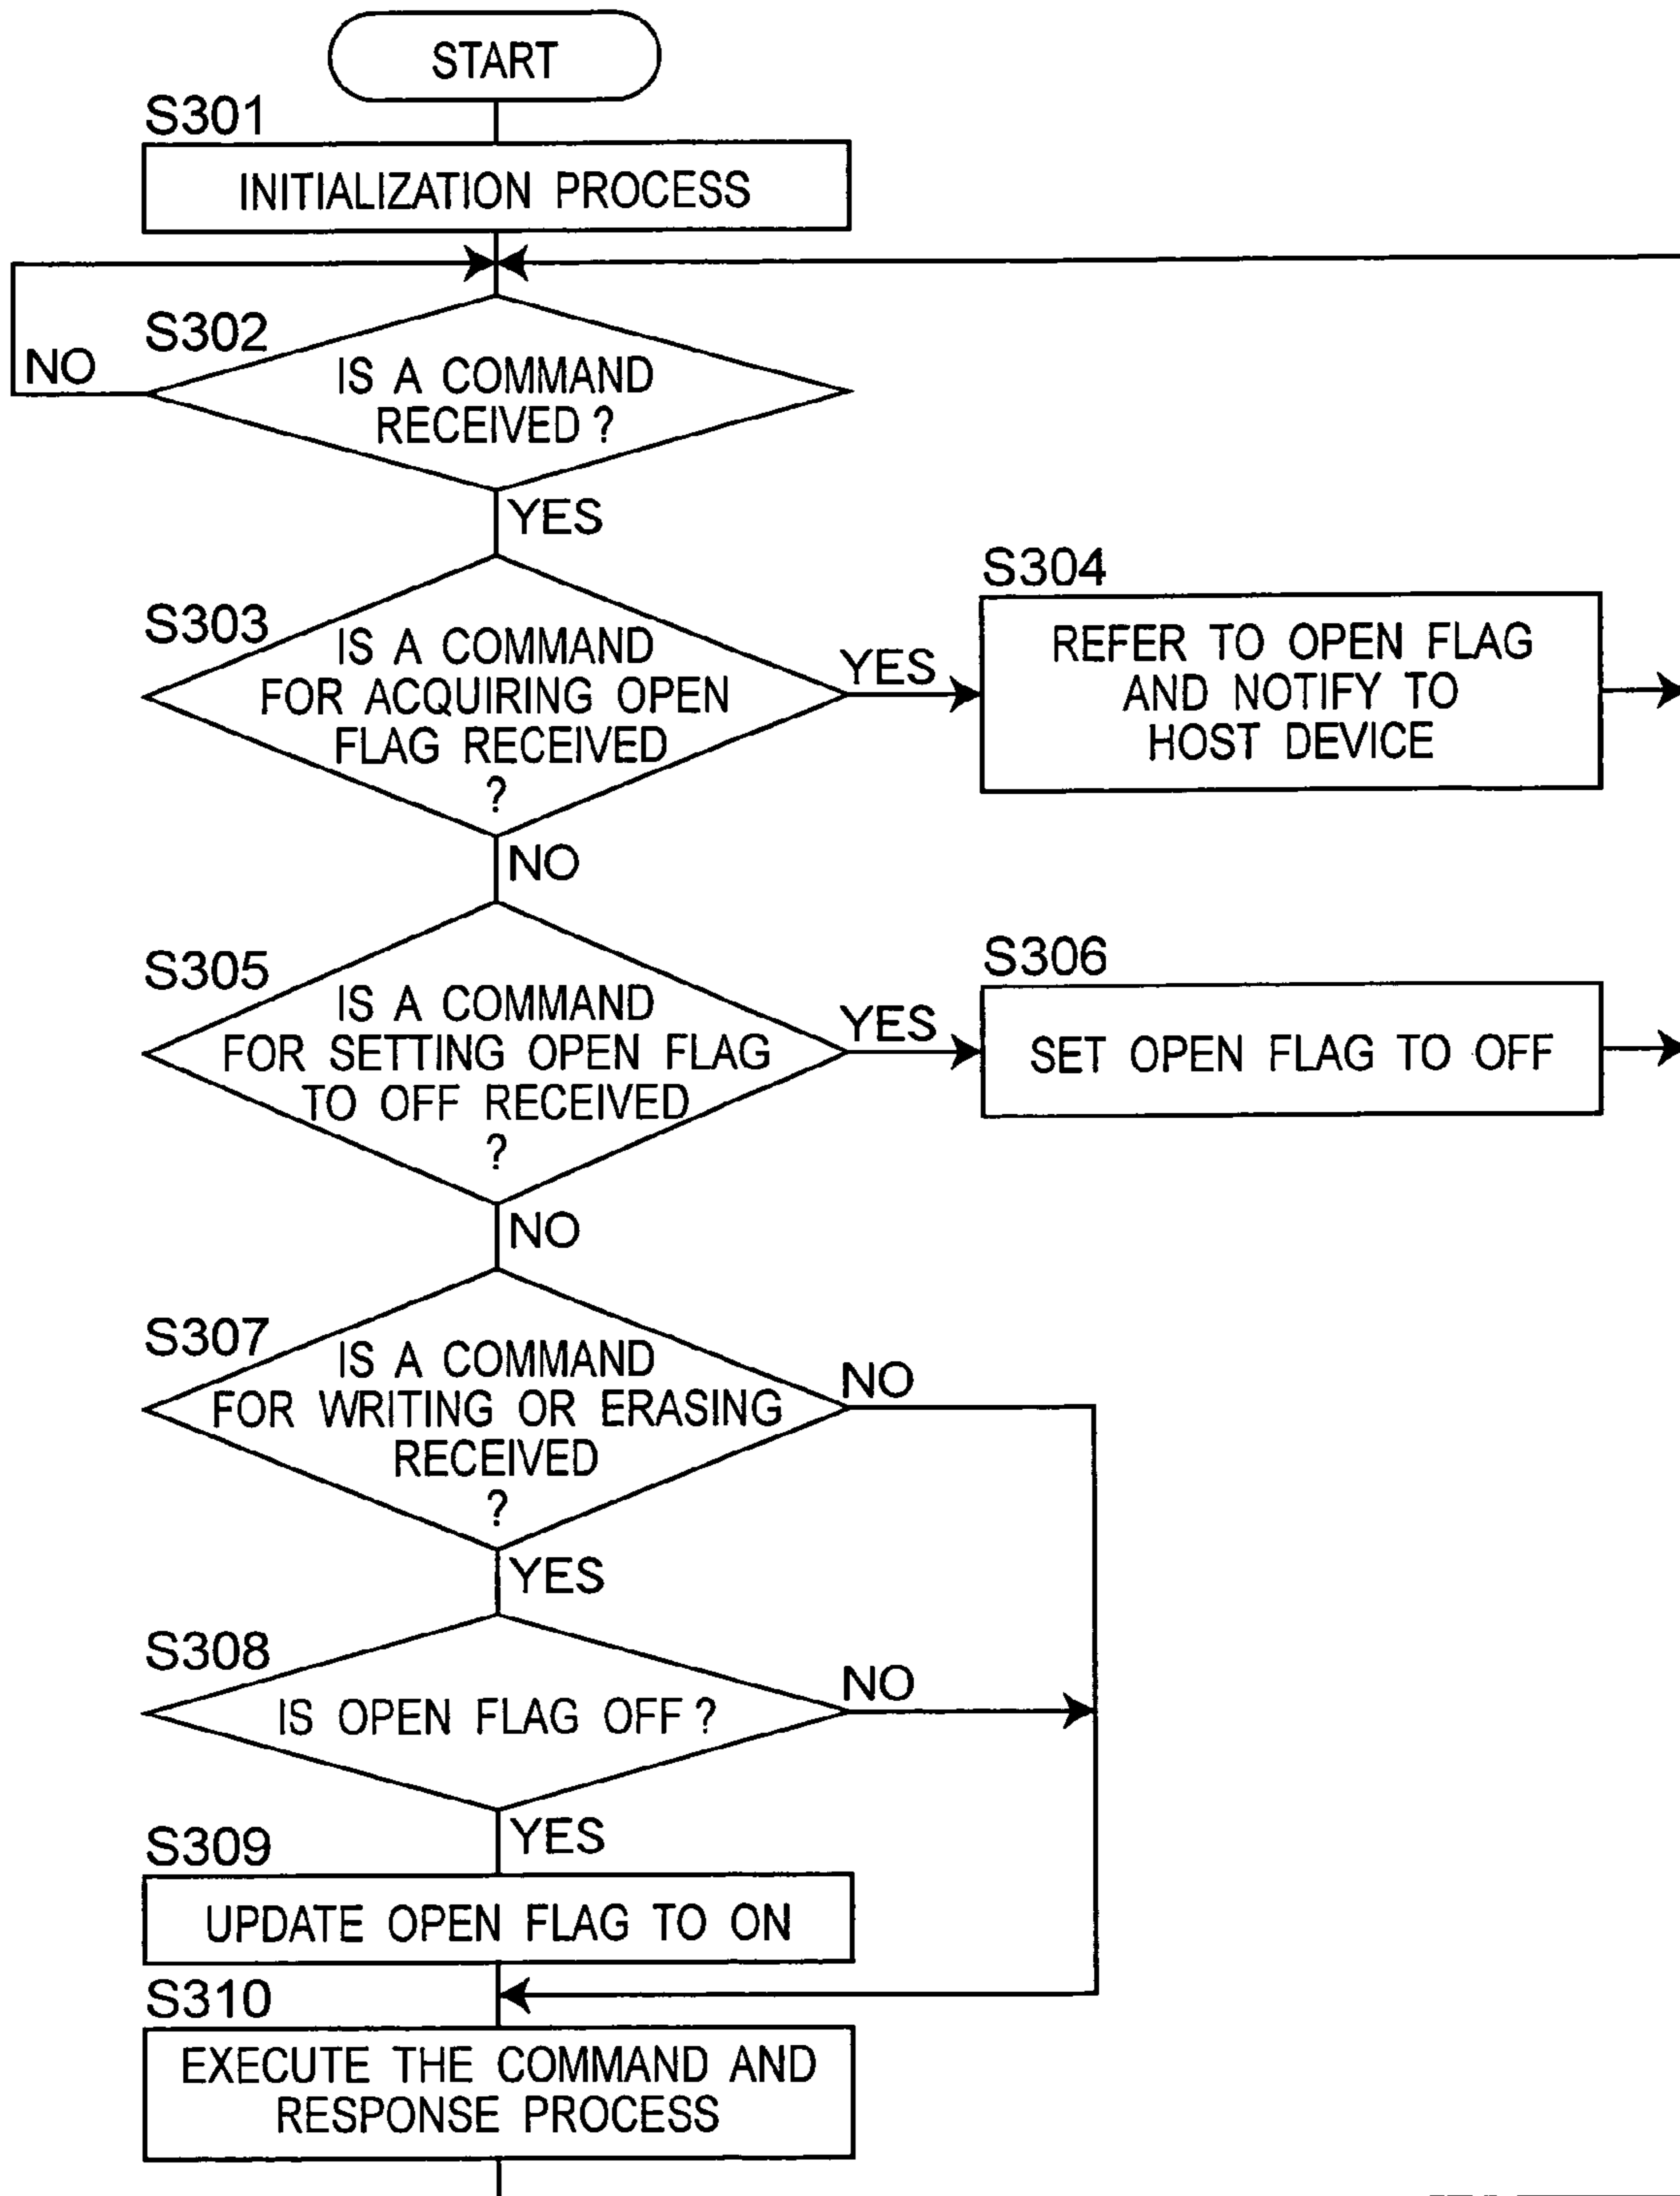 START
S301
INITIALIZATION PROCESS
S302
NO
IS A COMMAND
RECEIVED ?
YES
S303
IS A COMMAND
FOR ACQUIRING OPEN
FLAG RECEIVED
?
YES
S304
REFER TO OPEN FLAG
AND NOTIFY TO
HOST DEVICE
NO
S305
IS A COMMAND
FOR SETTING OPEN FLAG
TO OFF RECEIVED
?
YES
S306
SET OPEN FLAG TO OFF
NO
S307
IS A COMMAND
FOR WRITING OR ERASING
RECEIVED
?
NO
YES
S308
IS OPEN FLAG OFF ?
NO
YES
S309
UPDATE OPEN FLAG TO ON
S310
EXECUTE THE COMMAND AND
RESPONSE PROCESS